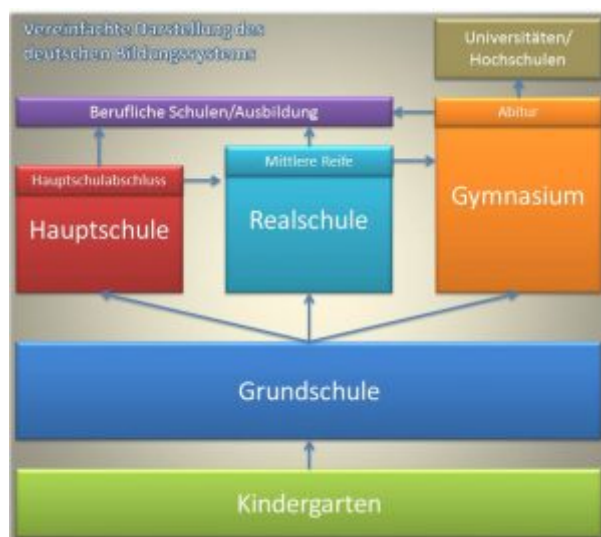 Vereinfachte Darstellung des
deutschen Bildungssystems
Universitäten/
Hochschulen
Berufliche Schulen/Ausbildung
Abitur
Mittlere Reife
Hauptschulabschluss
Hauptschule
Realschule
Gymnasium
Grundschule
Kindergarten